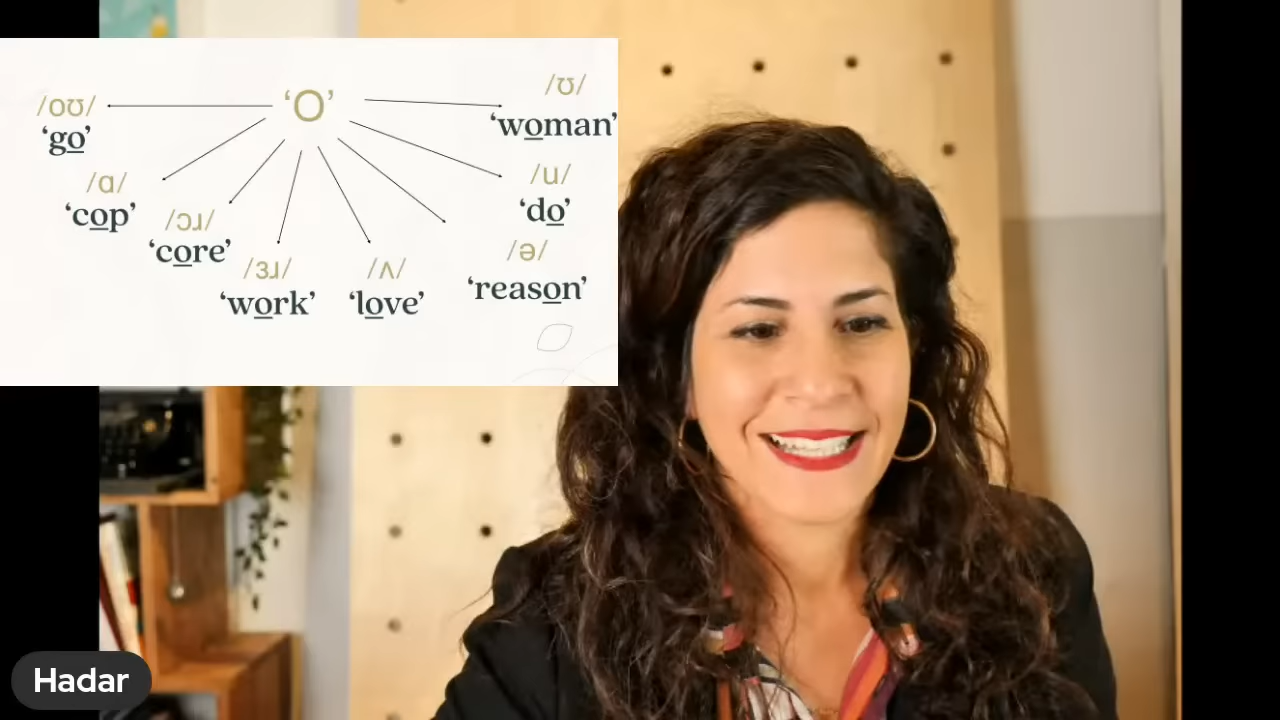 ‘O’
/oʊ/
‘go’
/ɑ/
‘cop’
/ɔɹ/
‘core’
/ɜɹ/
‘work’
/ʌ/
‘love’
/ə/
‘reason’
/u/
‘do’
/ʊ/
‘woman’
Hadar